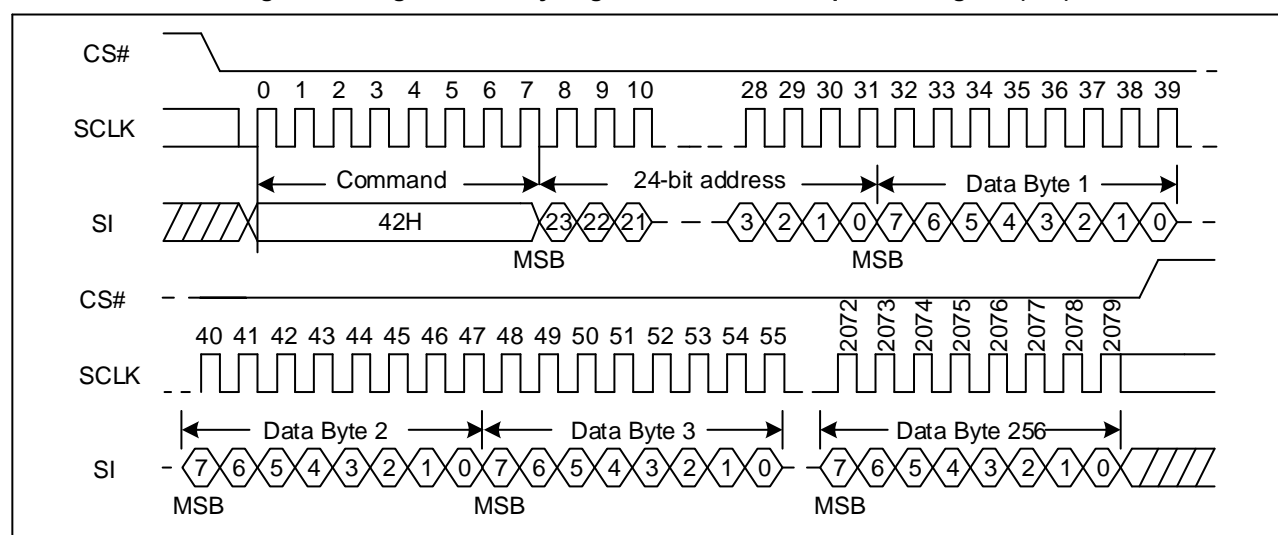 CS#
0 1 2 3 4 5 6 7 8 9 10 28 29 30 31 32 33 34 35 36 37 38 39
SCLK
Command 24-bit address Data Byte 1
SI 42H 23 22 21 3 2 1 0 7 6 5 4 3 2 1 0
MSB MSB
CS#
40 41 42 43 44 45 46 47 48 49 50 51 52 53 54 55 2072 2073 2074 2075 2076 2077 2078 2079
SCLK
Data Byte 2 Data Byte 3 Data Byte 256
SI 7 6 5 4 3 2 1 0 7 6 5 4 3 2 1 0 7 6 5 4 3 2 1 0
MSB MSB MSB